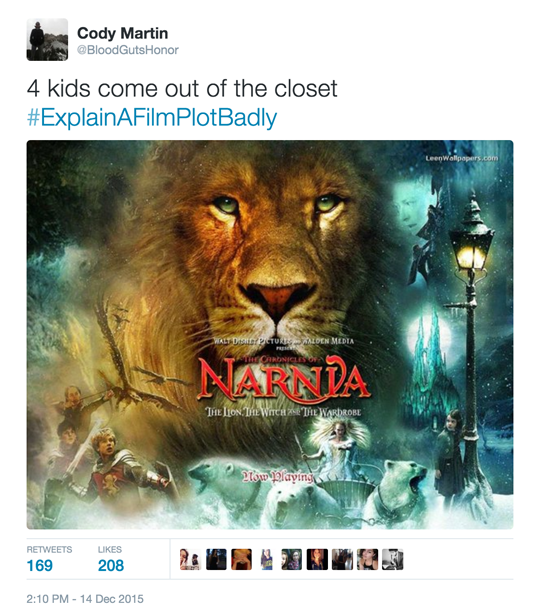 Cody Martin
@BloodGutsHonor
4 kids come out of the closet
#ExplainAFilmPlotBadly
LeenWallpapers.com
WALT DISNEY PICTURES AND WALDEN MEDIA
PRESENT
THE CHRONICLES OF
NARNIA
THE LION, THE WITCH AND THE WARDROBE
Now Playing
RETWEETS LIKES
169 208
2:10 PM - 14 Dec 2015